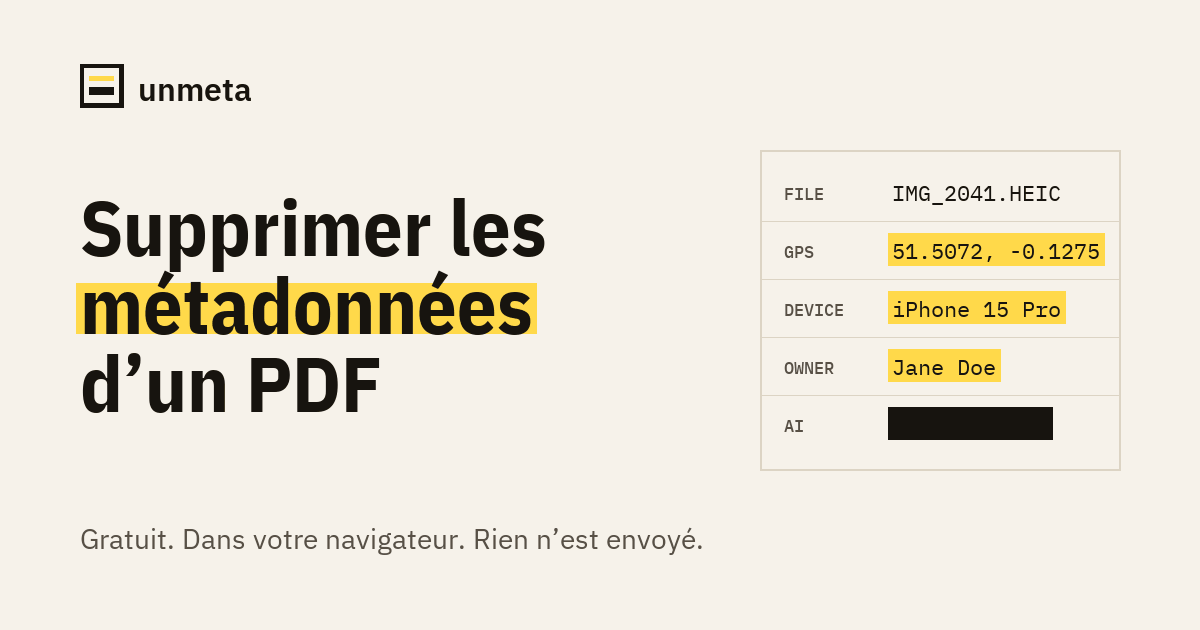 unmeta
Supprimer les
métadonnées
d’un PDF
FILE IMG_2041.HEIC
GPS 51.5072, -0.1275
DEVICE iPhone 15 Pro
OWNER Jane Doe
AI
Gratuit. Dans votre navigateur. Rien n’est envoyé.